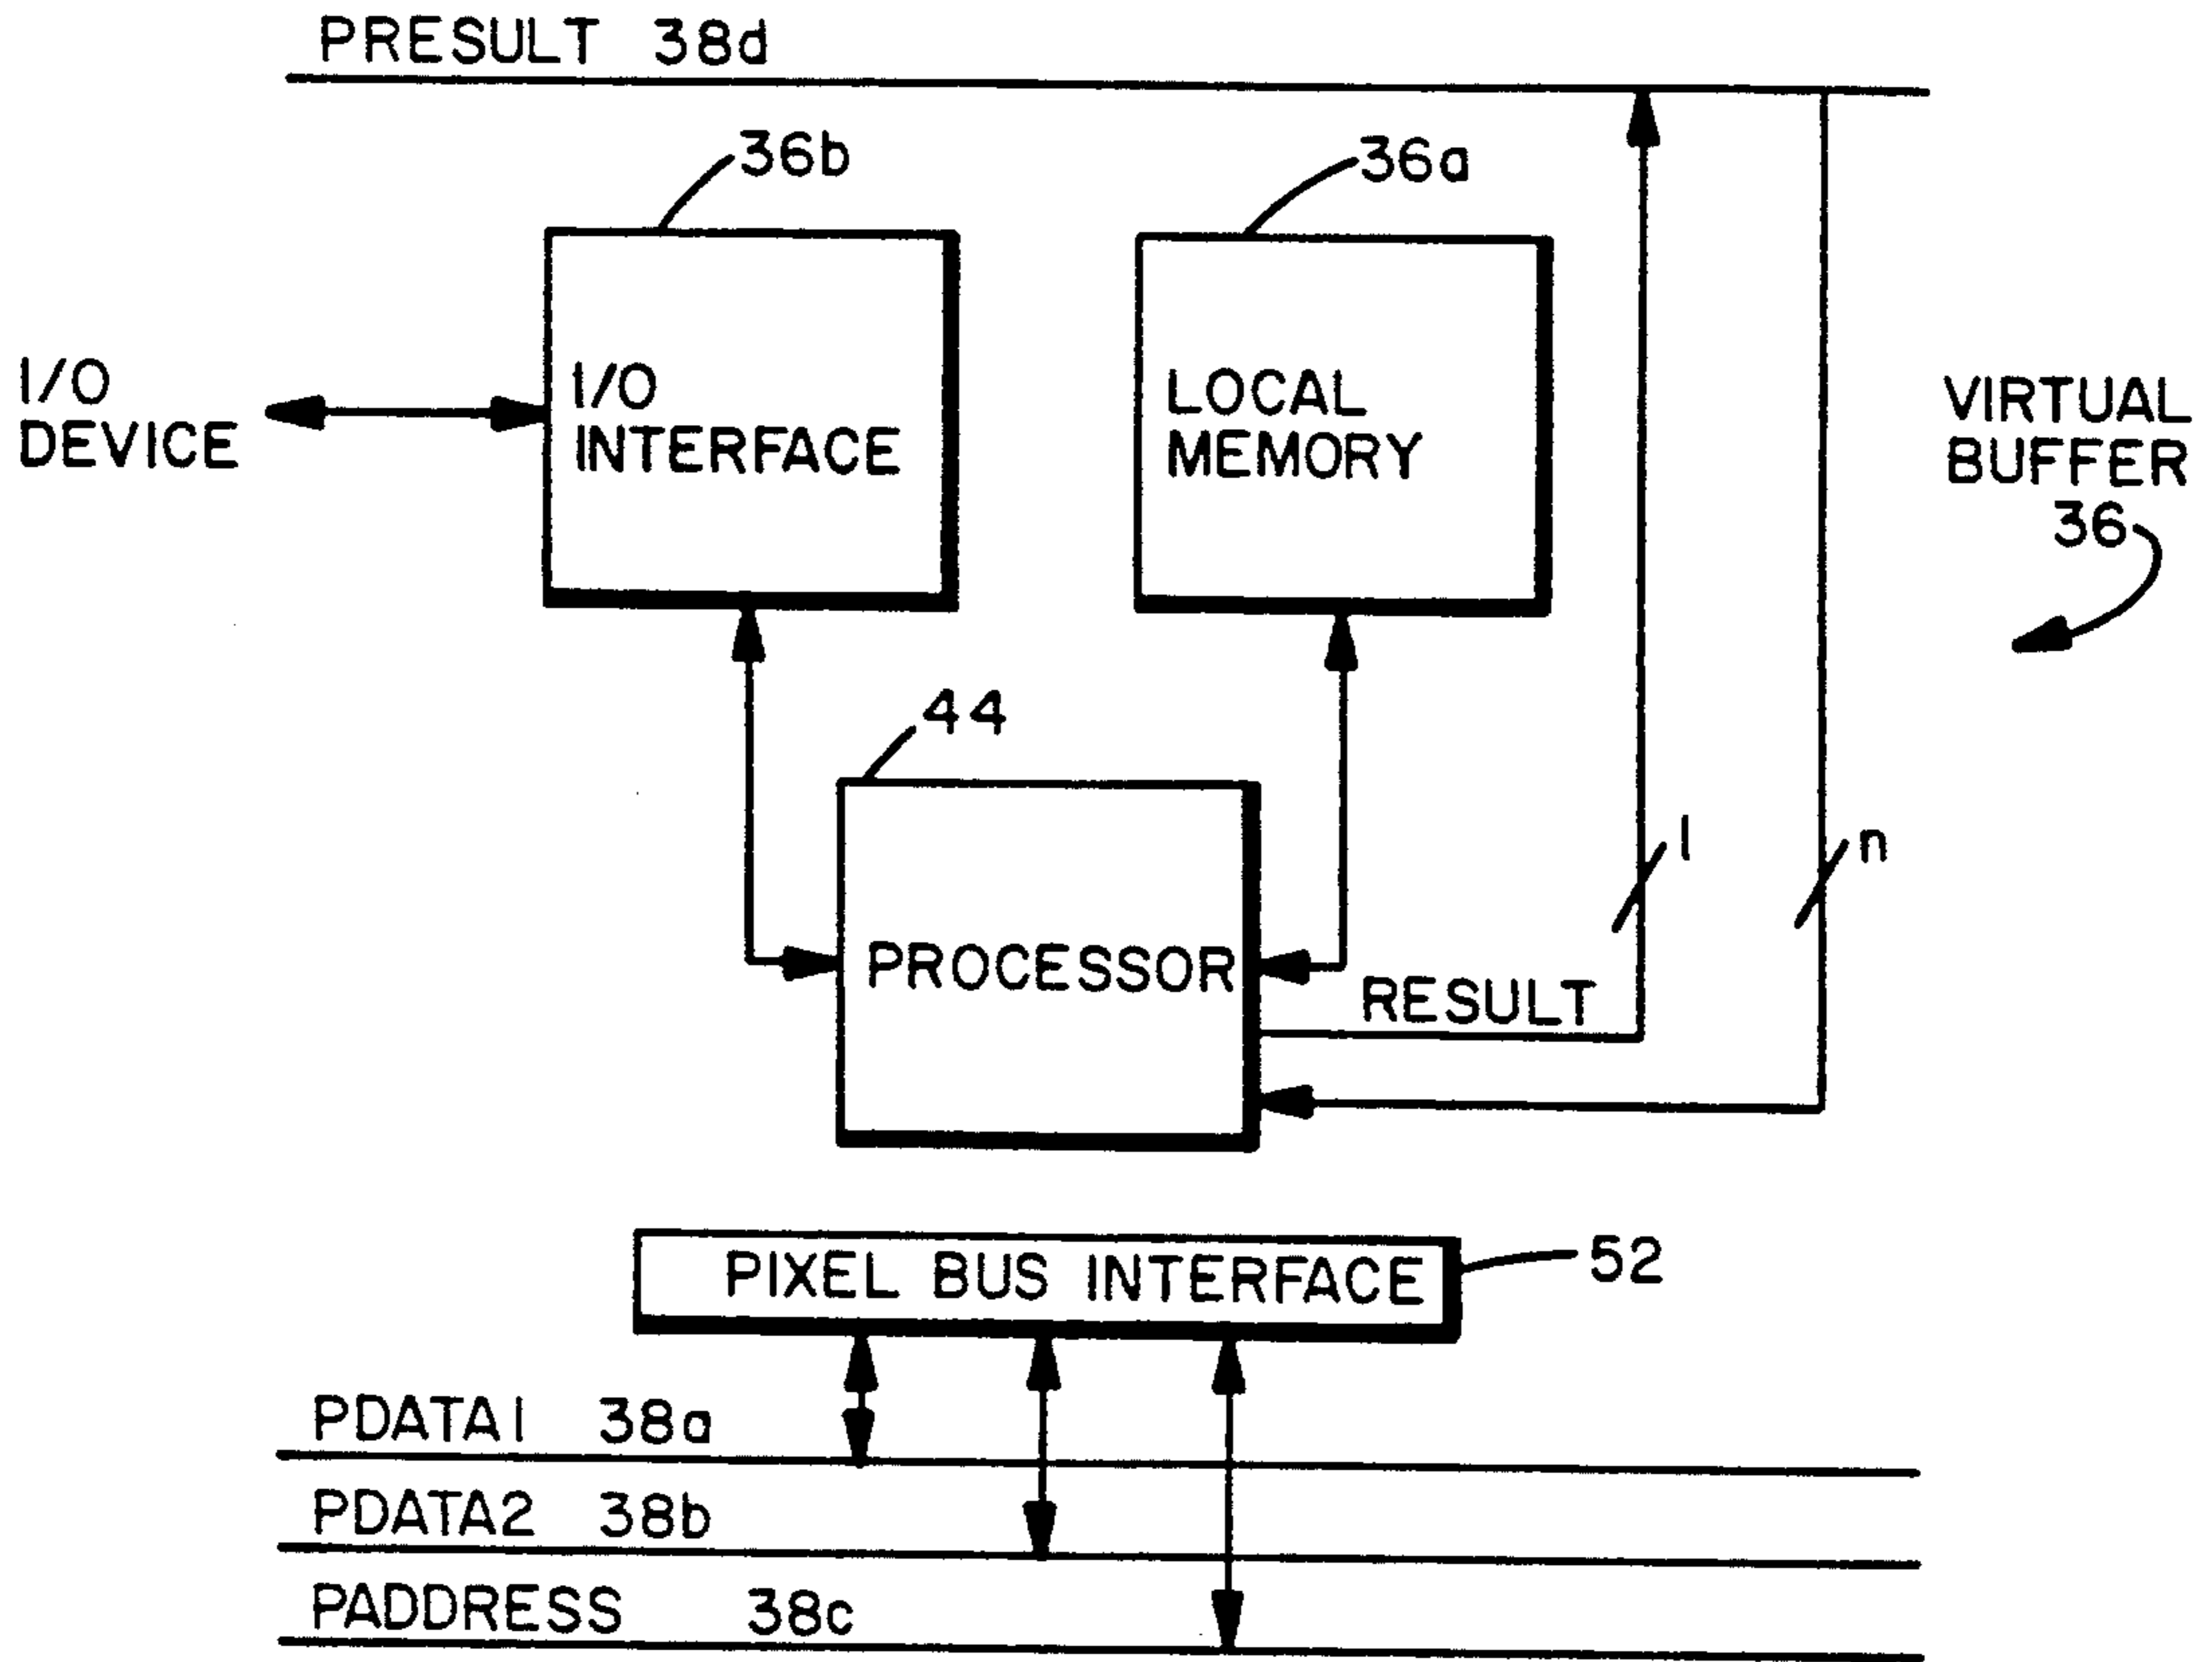 PRESULT 38d
36b
36a
I/O
DEVICE
I/O
INTERFACE
LOCAL
MEMORY
VIRTUAL
BUFFER
36
44
1
n
PROCESSOR
RESULT
PIXEL BUS INTERFACE
52
PDATA1 38a
PDATA2 38b
PADDRESS 38c